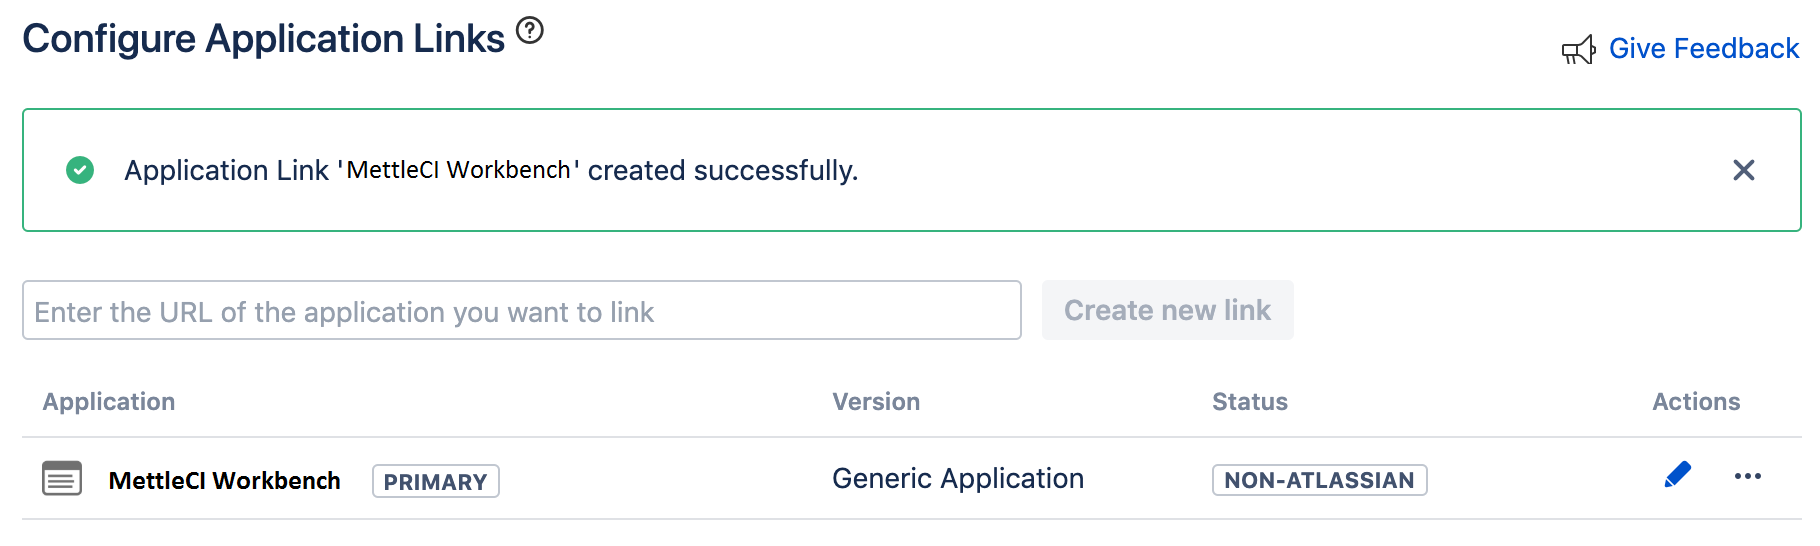 Configure Application Links
Give Feedback
Application Link 'MettleCI Workbench' created successfully.
Enter the URL of the application you want to link
Create new link
Application Version Status Actions
MettleCI Workbench PRIMARY Generic Application NON-ATLASSIAN